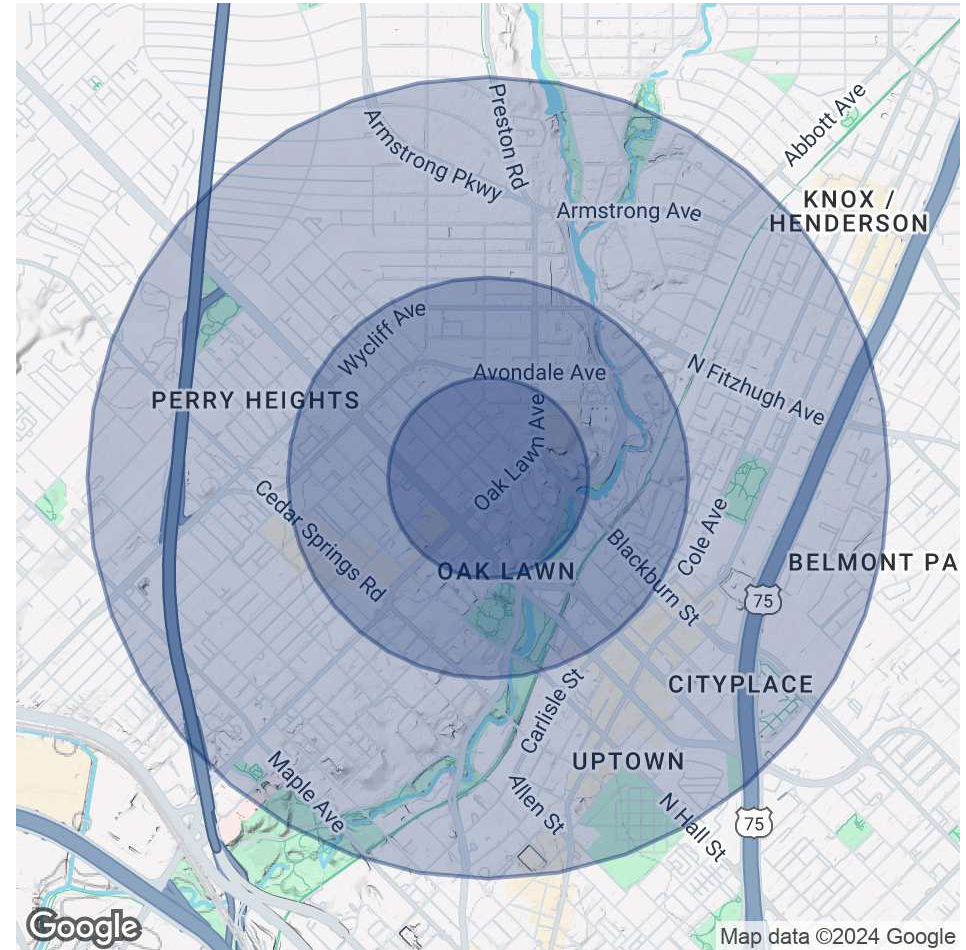 Preston Rd
Armstrong Pkwy
Abbott Ave
Armstrong Ave
KNOX /
HENDERSON
Wycliff Ave
Avondale Ave
N Fitzhugh Ave
PERRY HEIGHTS
Oak Lawn Ave
Cedar Springs Rd
Cole Ave
Blackburn St
OAK LAWN
BELMONT PA
75
CITYPLACE
Carlisle St
UPTOWN
Maple Ave
Allen St
N Hall St
75
Google
Map data ©2024 Google